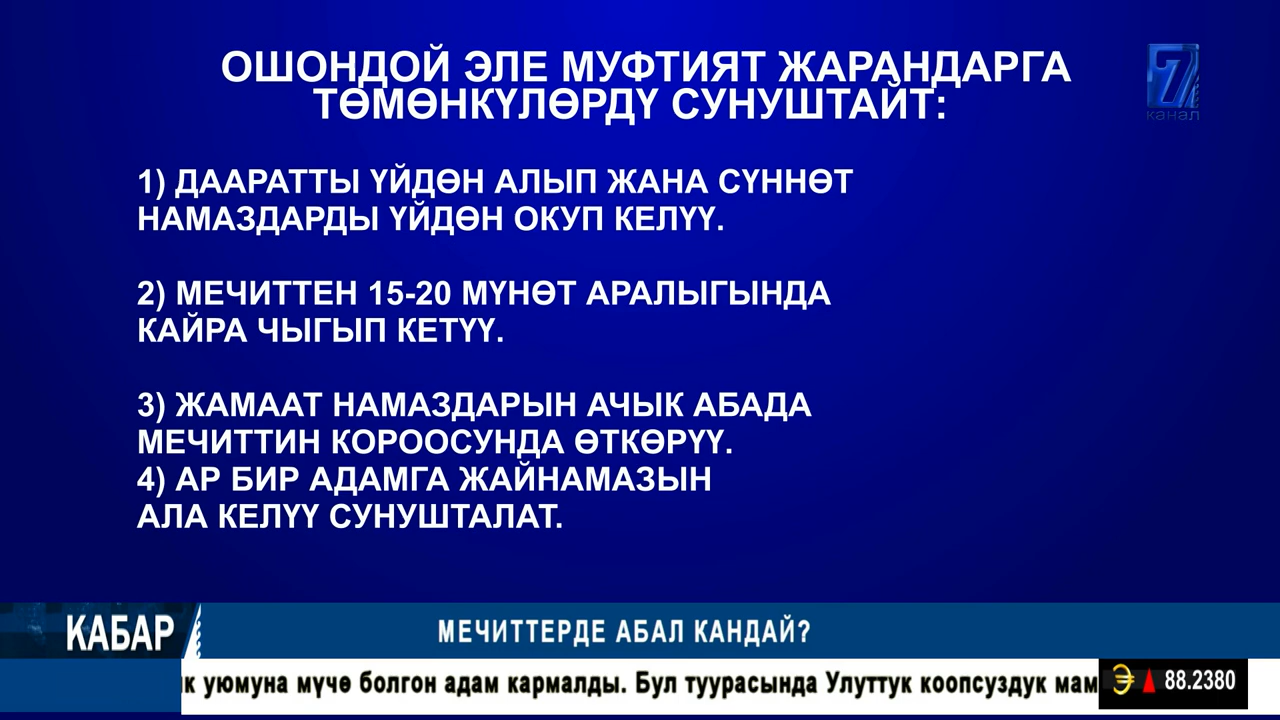 ОШОНДОЙ ЭЛЕ МУФТИЯТ ЖАРАНДАРГА
ТӨМӨНКҮЛӨРДҮ СУНУШТАЙТ:
7
канал
1) ДААРАТТЫ ҮЙДӨН АЛЫП ЖАНА СҮННӨТ
НАМАЗДАРДЫ ҮЙДӨН ОКУП КЕЛҮҮ.
2) МЕЧИТТЕН 15-20 МҮНӨТ АРАЛЫГЫНДА
КАЙРА ЧЫГЫП КЕТҮҮ.
3) ЖАМААТ НАМАЗДАРЫН АЧЫК АБАДА
МЕЧИТТИН КОРООСУНДА ӨТКӨРҮҮ.
4) АР БИР АДАМГА ЖАЙНАМАЗЫН
АЛА КЕЛҮҮ СУНУШТАЛАТ.
КАБАР
МЕЧИТТЕРДЕ АБАЛ КАНДАЙ?
к уюмуна мүчө болгон адам кармалды. Бул туурасында Улуттук коопсуздук мам
88.2380